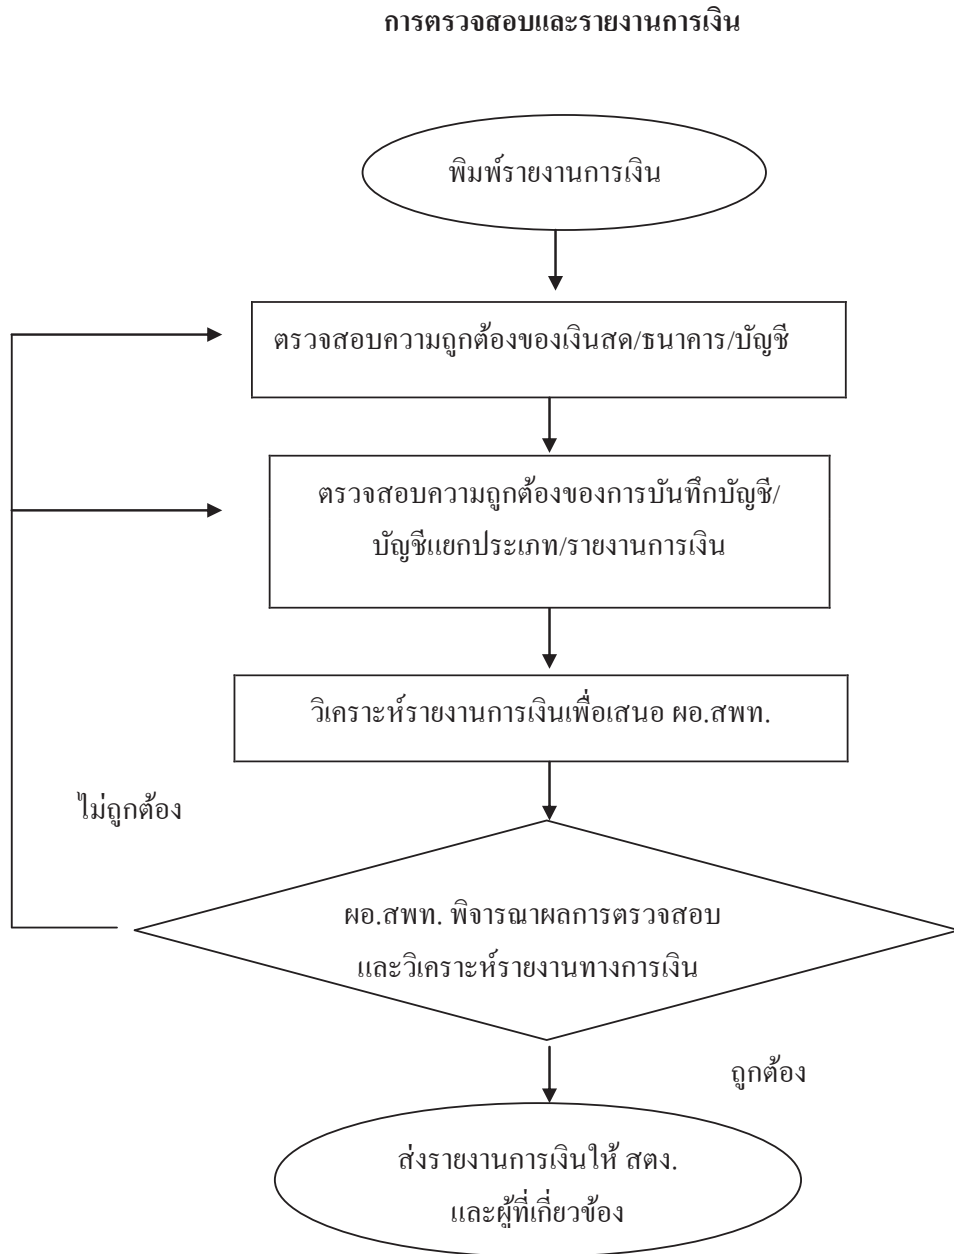 การตรวจสอบและรายงานการเงิน
พิมพ์รายงานการเงิน
ตรวจสอบความถูกต้องของเงินสด/ธนาคาร/บัญชี
ตรวจสอบความถูกต้องของการบันทึกบัญชี/
บัญชีแยกประเภท/รายงานการเงิน
วิเคราะห์รายงานการเงินเพื่อเสนอ ผอ.สพท.
ไม่ถูกต้อง
ผอ.สพท. พิจารณาผลการตรวจสอบ
และวิเคราะห์รายงานทางการเงิน
ถูกต้อง
ส่งรายงานการเงินให้ สตง.
และผู้ที่เกี่ยวข้อง